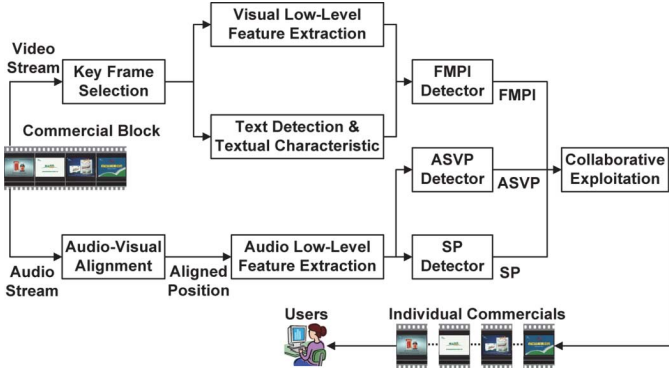 Video
Stream
Key Frame
Selection
Visual Low-Level
Feature Extraction
Text Detection &
Textual Characteristic
FMPI
Detector
FMPI
Commercial Block
ASVP
Detector
ASVP
Collaborative
Exploitation
Audio
Stream
Audio-Visual
Alignment
Aligned
Position
Audio Low-Level
Feature Extraction
SP
Detector
SP
Users
Individual Commercials